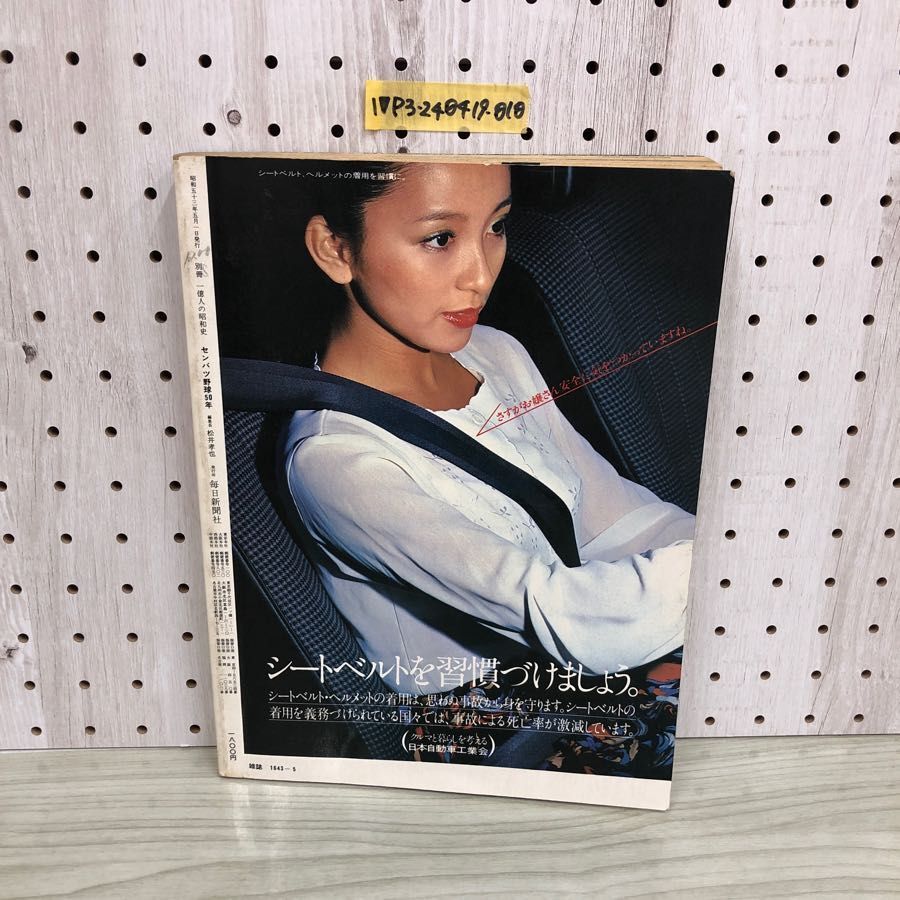 1▼P3-240419-010
シートベルト、ヘルメットの着用を習慣に。
さすがお嬢さん安全に気をつかっていますね。
シートベルトを習慣づけましょう。
シートベルト・ヘルメットの着用は、思わぬ事故から身を守ります。シートベルトの
着用を義務づけられている国々では、事故による死亡率が激減しています。
クルマと暮らしを考える
日本自動車工業会
雑誌 1643-5
昭和五十三年五月一日発行
別冊 一億人の昭和史
センバツ野球50年
編集長 松井孝也
発行所 毎日新聞社
一八〇〇円